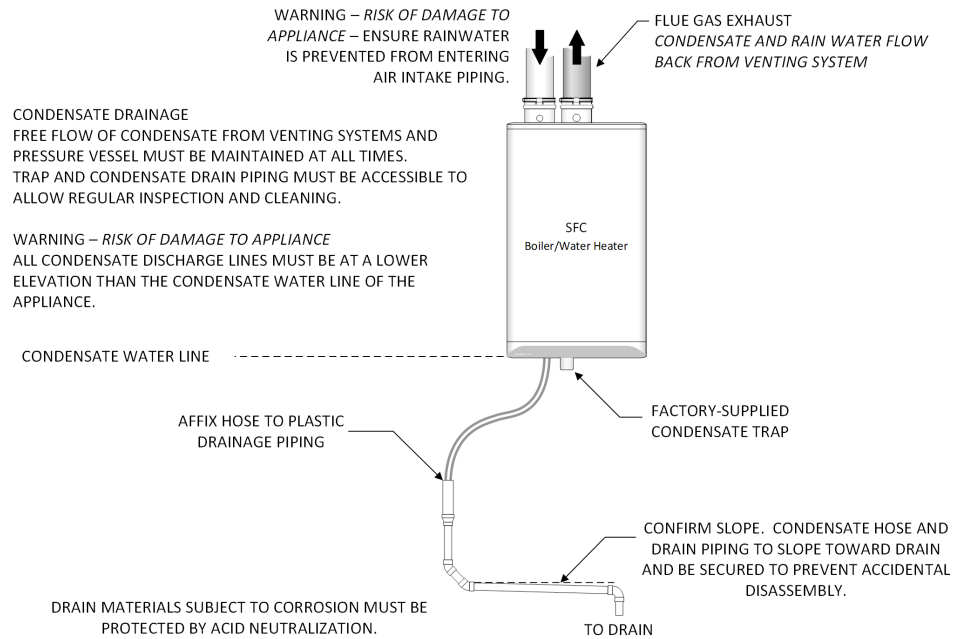 WARNING – RISK OF DAMAGE TO
APPLIANCE – ENSURE RAINWATER
IS PREVENTED FROM ENTERING
AIR INTAKE PIPING.
FLUE GAS EXHAUST
CONDENSATE AND RAIN WATER FLOW
BACK FROM VENTING SYSTEM
CONDENSATE DRAINAGE
FREE FLOW OF CONDENSATE FROM VENTING SYSTEMS AND
PRESSURE VESSEL MUST BE MAINTAINED AT ALL TIMES.
TRAP AND CONDENSATE DRAIN PIPING MUST BE ACCESSIBLE TO
ALLOW REGULAR INSPECTION AND CLEANING.
WARNING – RISK OF DAMAGE TO APPLIANCE
ALL CONDENSATE DISCHARGE LINES MUST BE AT A LOWER
ELEVATION THAN THE CONDENSATE WATER LINE OF THE
APPLIANCE.
SFC
Boiler/Water Heater
CONDENSATE WATER LINE
AFFIX HOSE TO PLASTIC
DRAINAGE PIPING
FACTORY-SUPPLIED
CONDENSATE TRAP
CONFIRM SLOPE.  CONDENSATE HOSE AND
DRAIN PIPING TO SLOPE TOWARD DRAIN
AND BE SECURED TO PREVENT ACCIDENTAL
DISASSEMBLY.
DRAIN MATERIALS SUBJECT TO CORROSION MUST BE
PROTECTED BY ACID NEUTRALIZATION.
TO DRAIN